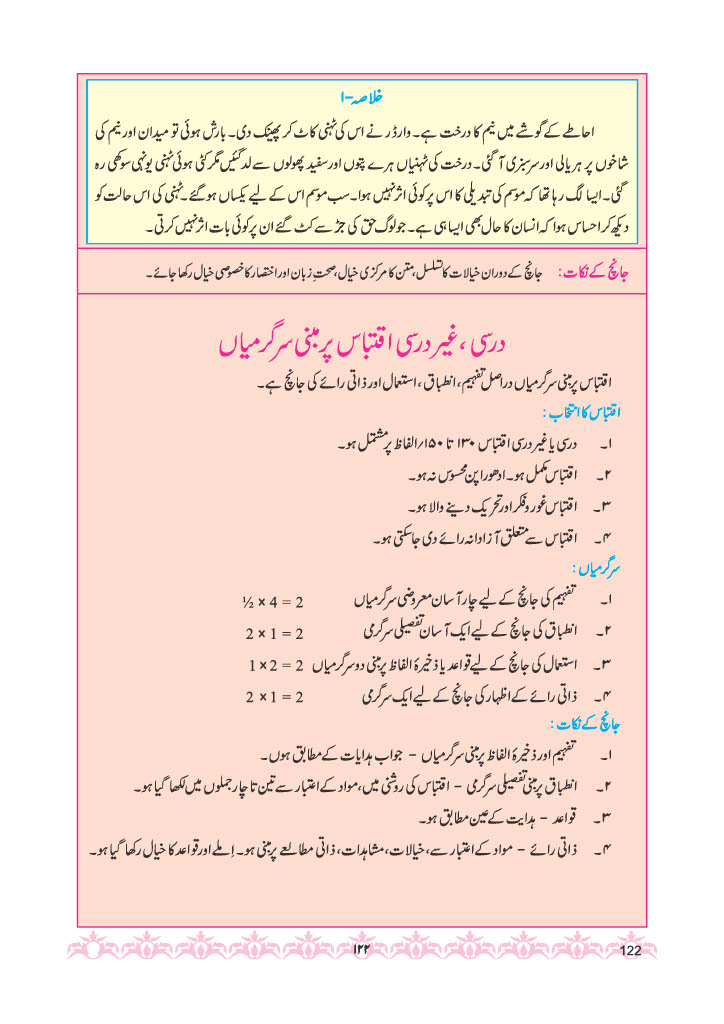 خلاصہ-۱
احاطے کے گوشے میں نیم کا درخت ہے۔ وارڈر نے اس کی ٹہنی کاٹ کر پھینک دی۔ بارش ہوئی تو میدان اور نیم کی
شاخوں پر ہریالی اور سرسبزی آ گئی۔ درخت کی ٹہنیاں ہرے پتوں اور سفید پھولوں سے لد گئیں مگر کٹی ہوئی ٹہنی یونہی سوکھی رہ
گئی۔ ایسا لگ رہا تھا کہ موسم کی تبدیلی کا اس پر کوئی اثر نہیں ہوا۔ سب موسم اس کے لیے یکساں ہو گئے۔ ٹہنی کی اس حالت کو
دیکھ کر احساس ہوا کہ انسان کا حال بھی ایسا ہی ہے۔ جو لوگ حق کی جڑ سے کٹ گئے ان پر کوئی بات اثر نہیں کرتی۔
جانچ کے نکات : جانچ کے دوران خیالات کا تسلسل، متن کا مرکزی خیال، صحتِ زبان اور اختصار کا خصوصی خیال رکھا جائے۔
درسی، غیر درسی اقتباس پر مبنی سرگرمیاں
اقتباس پر مبنی سرگرمیاں دراصل تفہیم، انطباق، استعمال اور ذاتی رائے کی جانچ ہے۔
اقتباس کا انتخاب :
۱۔ درسی یا غیر درسی اقتباس ۱۳۰ تا ۱۵۰/الفاظ پر مشتمل ہو۔
۲۔ اقتباس مکمل ہو۔ ادھورا پن محسوس نہ ہو۔
۳۔ اقتباس غور و فکر اور تحریک دینے والا ہو۔
۴۔ اقتباس سے متعلق آزادانہ رائے دی جا سکتی ہو۔
سرگرمیاں :
۱۔ تفہیم کی جانچ کے لیے چار آسان معروضی سرگرمیاں ½ × 4 = 2
۲۔ انطباق کی جانچ کے لیے ایک آسان تفصیلی سرگرمی 2 × 1 = 2
۳۔ استعمال کی جانچ کے لیے قواعد یا ذخیرۂ الفاظ پر مبنی دو سرگرمیاں 1 × 2 = 2
۴۔ ذاتی رائے کے اظہار کی جانچ کے لیے ایک سرگرمی 2 × 1 = 2
جانچ کے نکات :
۱۔ تفہیم اور ذخیرۂ الفاظ پر مبنی سرگرمیاں – جواب ہدایات کے مطابق ہوں۔
۲۔ انطباق پر مبنی تفصیلی سرگرمی – اقتباس کی روشنی میں، مواد کے اعتبار سے تین تا چار جملوں میں لکھا گیا ہو۔
۳۔ قواعد – ہدایت کے عین مطابق ہو۔
۴۔ ذاتی رائے – مواد کے اعتبار سے، خیالات، مشاہدات، ذاتی مطالعے پر مبنی ہو۔ اِملے اور قواعد کا خیال رکھا گیا ہو۔
۱۲۲
122